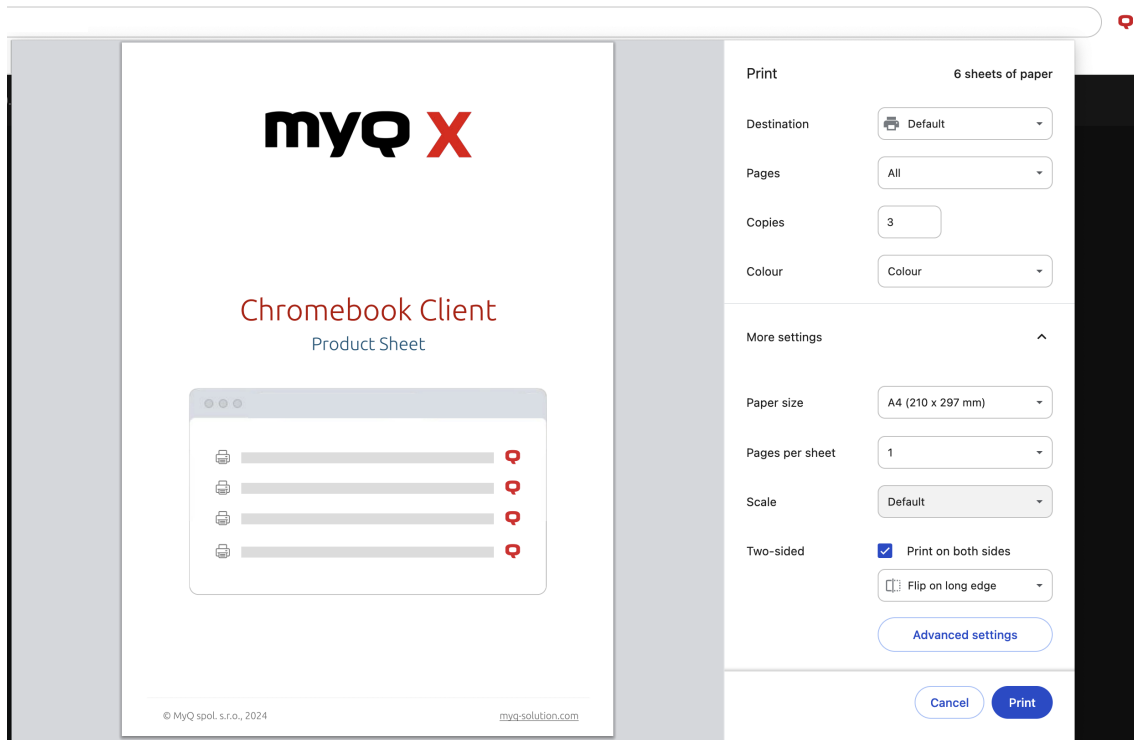 myQ X
Chromebook Client
Product Sheet
© MyQ spol. s.r.o., 2024
myq-solution.com
Print
6 sheets of paper
Destination
Default
Pages
All
Copies
3
Colour
Colour
More settings
Paper size
A4 (210 x 297 mm)
Pages per sheet
1
Scale
Default
Two-sided
Print on both sides
Flip on long edge
Advanced settings
Cancel
Print